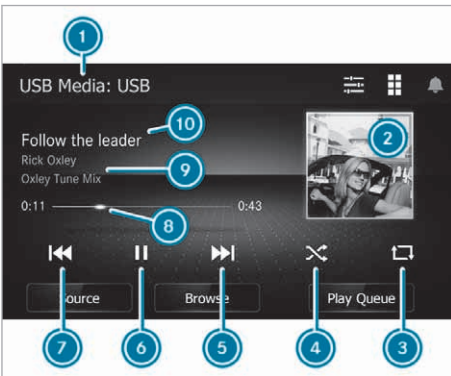 1
USB Media: USB
10
2
Follow the leader
Rick Oxley
9
Oxley Tune Mix
0:11
0:43
8
Source
Browse
Play Queue
7
6
5
4
3